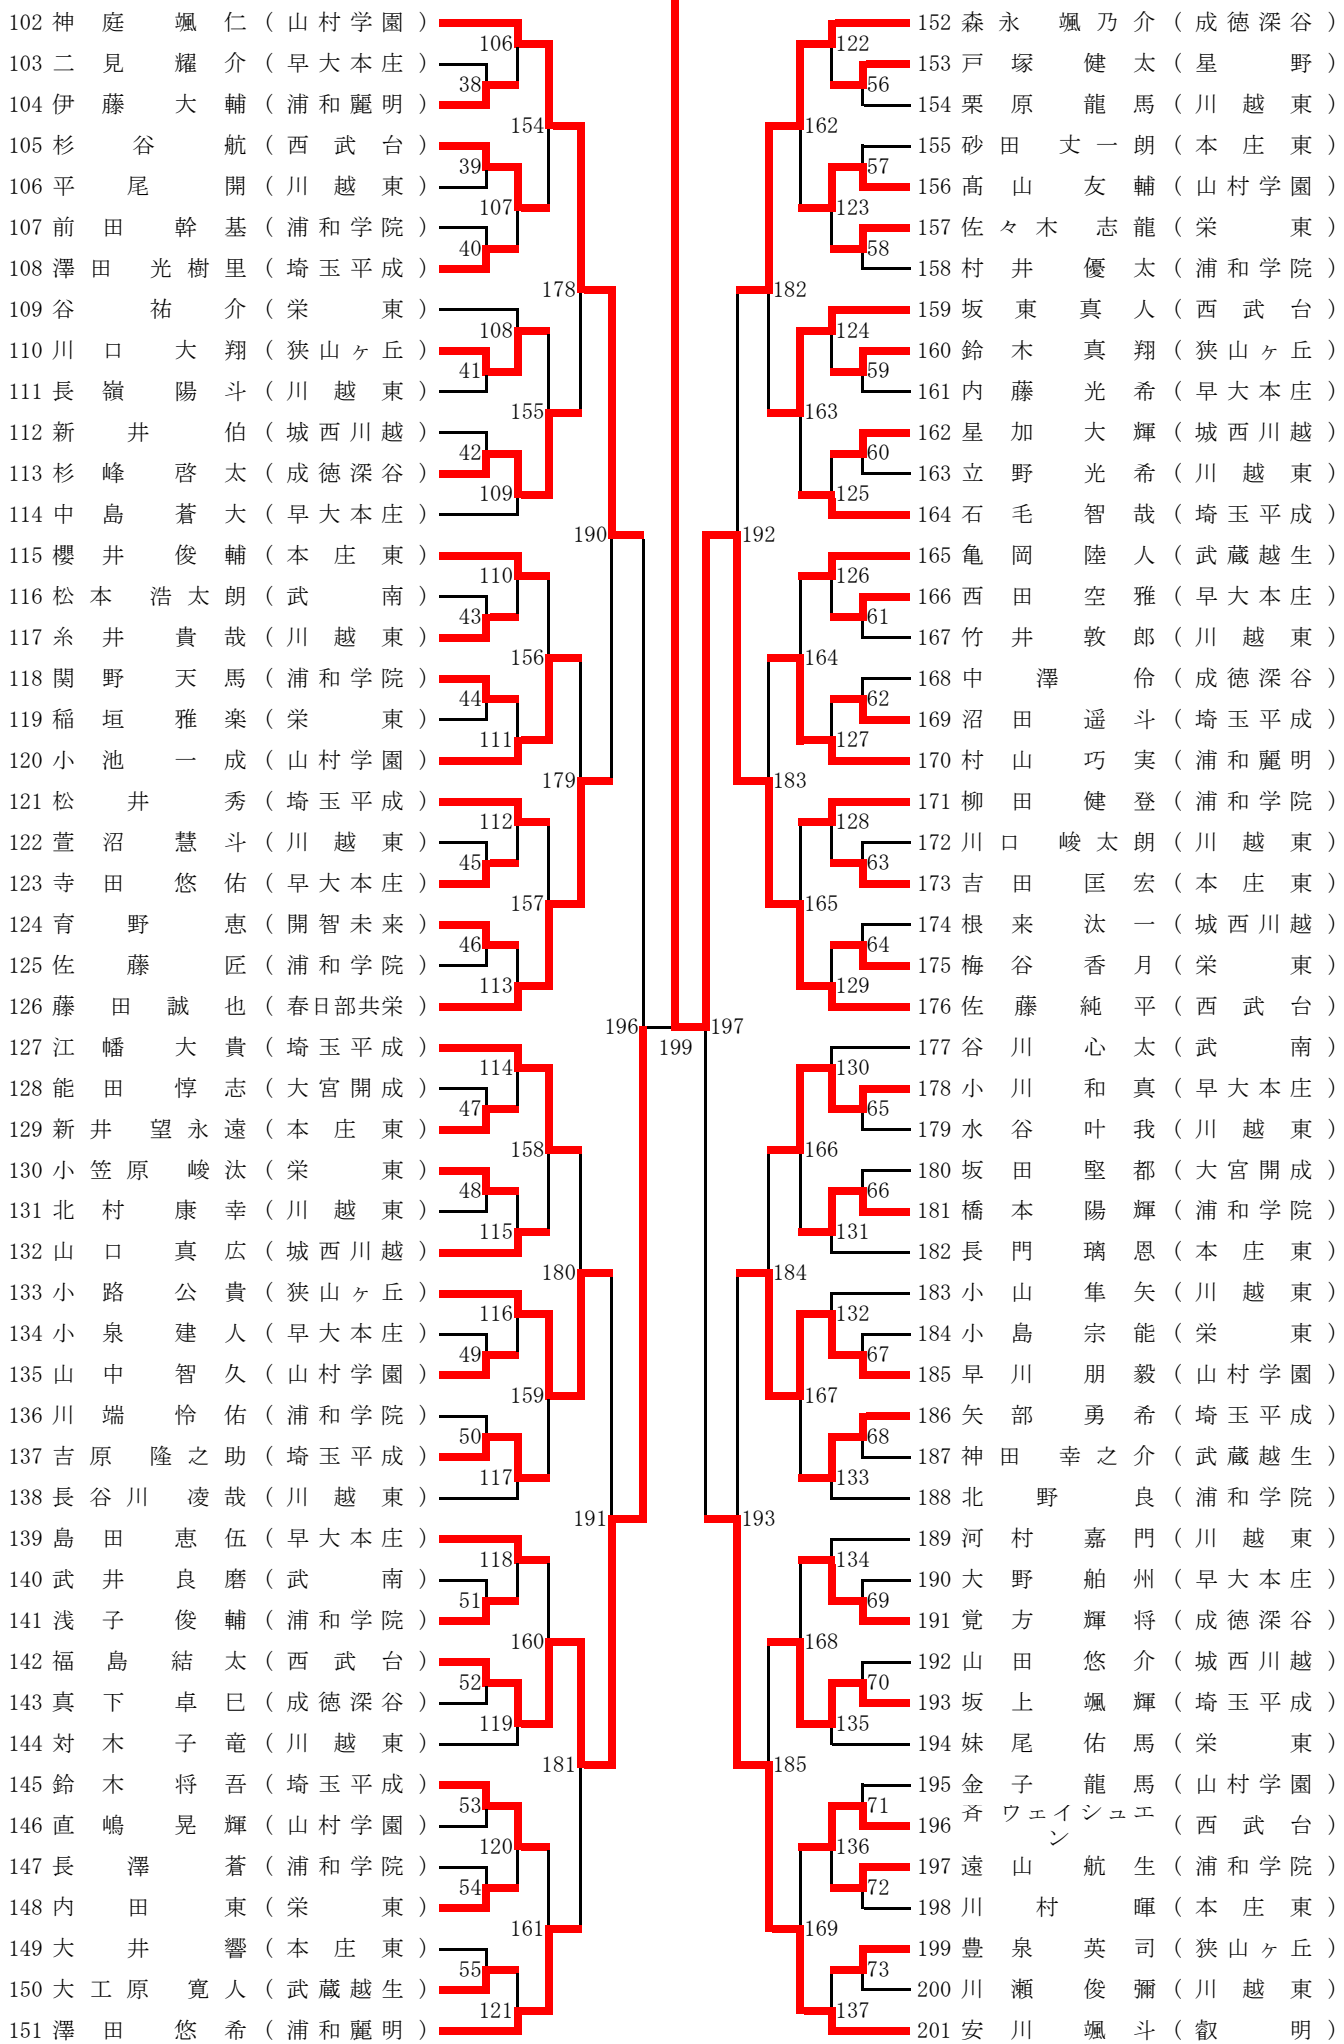 102 神庭 颯仁 (山村学園)
103 二見 耀介 (早大本庄)
104 伊藤 大輔 (浦和麗明)
105 杉谷 航 (西武台)
106 平尾 開 (川越東)
107 前田 幹基 (浦和学院)
108 澤田 光樹里 (埼玉平成)
109 谷 祐介 (栄東)
110 川口 大翔 (狭山ヶ丘)
111 長嶺 陽斗 (川越東)
112 新井 伯 (城西川越)
113 杉峰 啓太 (成徳深谷)
114 中島 蒼大 (早大本庄)
115 櫻井 俊輔 (本庄東)
116 松本 浩太朗 (武南)
117 糸井 貴哉 (川越東)
118 関野 天馬 (浦和学院)
119 稲垣 雅楽 (栄東)
120 小池 一成 (山村学園)
121 松井 秀 (埼玉平成)
122 萱沼 慧斗 (川越東)
123 寺田 悠佑 (早大本庄)
124 育野 恵 (開智未来)
125 佐藤 匠 (浦和学院)
126 藤田 誠也 (春日部共栄)
127 江幡 大貴 (埼玉平成)
128 能田 惇志 (大宮開成)
129 新井 望永遠 (本庄東)
130 小笠原 峻汰 (栄東)
131 北村 康幸 (川越東)
132 山口 真広 (城西川越)
133 小路 公貴 (狭山ヶ丘)
134 小泉 建人 (早大本庄)
135 山中 智久 (山村学園)
136 川端 怜佑 (浦和学院)
137 吉原 隆之助 (埼玉平成)
138 長谷川 凌哉 (川越東)
139 島田 恵伍 (早大本庄)
140 武井 良磨 (武南)
141 浅子 俊輔 (浦和学院)
142 福島 結太 (西武台)
143 真下 卓巳 (成徳深谷)
144 対木 子竜 (川越東)
145 鈴木 将吾 (埼玉平成)
146 直嶋 晃輝 (山村学園)
147 長澤 蒼 (浦和学院)
148 内田 東 (栄東)
149 大井 響 (本庄東)
150 大工原 寛人 (武蔵越生)
151 澤田 悠希 (浦和麗明)
106
38
39
107
40
108
41
42
109
110
43
44
111
112
45
46
113
114
47
48
115
116
49
50
117
118
51
52
119
53
120
54
55
121
154
155
156
157
158
159
160
161
178
179
180
181
190
191
196
199
197
192
193
182
183
184
185
162
163
164
165
166
167
168
169
122
56
57
123
58
124
59
60
125
126
61
62
127
128
63
64
129
130
65
66
131
132
67
68
133
134
69
70
135
71
136
72
73
137
152 森永 颯乃介 (成徳深谷)
153 戸塚 健太 (星野)
154 栗原 龍馬 (川越東)
155 砂田 丈一朗 (本庄東)
156 髙山 友輔 (山村学園)
157 佐々木 志龍 (栄東)
158 村井 優太 (浦和学院)
159 坂東 真人 (西武台)
160 鈴木 真翔 (狭山ヶ丘)
161 内藤 光希 (早大本庄)
162 星加 大輝 (城西川越)
163 立野 光希 (川越東)
164 石毛 智哉 (埼玉平成)
165 亀岡 陸人 (武蔵越生)
166 西田 空雅 (早大本庄)
167 竹井 敦郎 (川越東)
168 中澤 伶 (成徳深谷)
169 沼田 遥斗 (埼玉平成)
170 村山 巧実 (浦和麗明)
171 柳田 健登 (浦和学院)
172 川口 峻太朗 (川越東)
173 吉田 匡宏 (本庄東)
174 根来 汰一 (城西川越)
175 梅谷 香月 (栄東)
176 佐藤 純平 (西武台)
177 谷川 心太 (武南)
178 小川 和真 (早大本庄)
179 水谷 叶我 (川越東)
180 坂田 堅都 (大宮開成)
181 橋本 陽輝 (浦和学院)
182 長門 璃恩 (本庄東)
183 小山 隼矢 (川越東)
184 小島 宗能 (栄東)
185 早川 朋毅 (山村学園)
186 矢部 勇希 (埼玉平成)
187 神田 幸之介 (武蔵越生)
188 北野 良 (浦和学院)
189 河村 嘉門 (川越東)
190 大野 舶州 (早大本庄)
191 覚方 輝将 (成徳深谷)
192 山田 悠介 (城西川越)
193 坂上 颯輝 (埼玉平成)
194 妹尾 佑馬 (栄東)
195 金子 龍馬 (山村学園)
196 斉 ウェイシュエン (西武台)
197 遠山 航生 (浦和学院)
198 川村 暉 (本庄東)
199 豊泉 英司 (狭山ヶ丘)
200 川瀬 俊彌 (川越東)
201 安川 颯斗 (叡明)